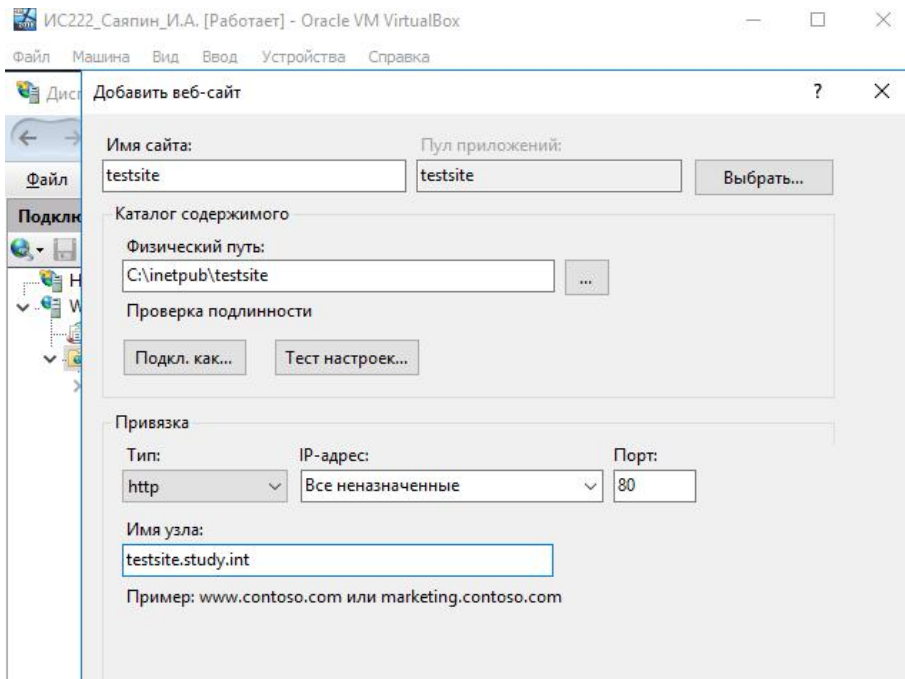 ИС222_Саяпин_И.А. [Работает] - Oracle VM VirtualBox
Файл Машина Вид Ввод Устройства Справка
Добавить веб-сайт ?
Имя сайта: Пул приложений:
Файл testsite testsite Выбрать...
Каталог содержимого
Физический путь:
C:\inetpub\testsite ...
Проверка подлинности
Подкл. как... Тест настроек...
Привязка
Тип: IP-адрес: Порт:
http Все неназначенные 80
Имя узла:
testsite.study.int
Пример: www.contoso.com или marketing.contoso.com